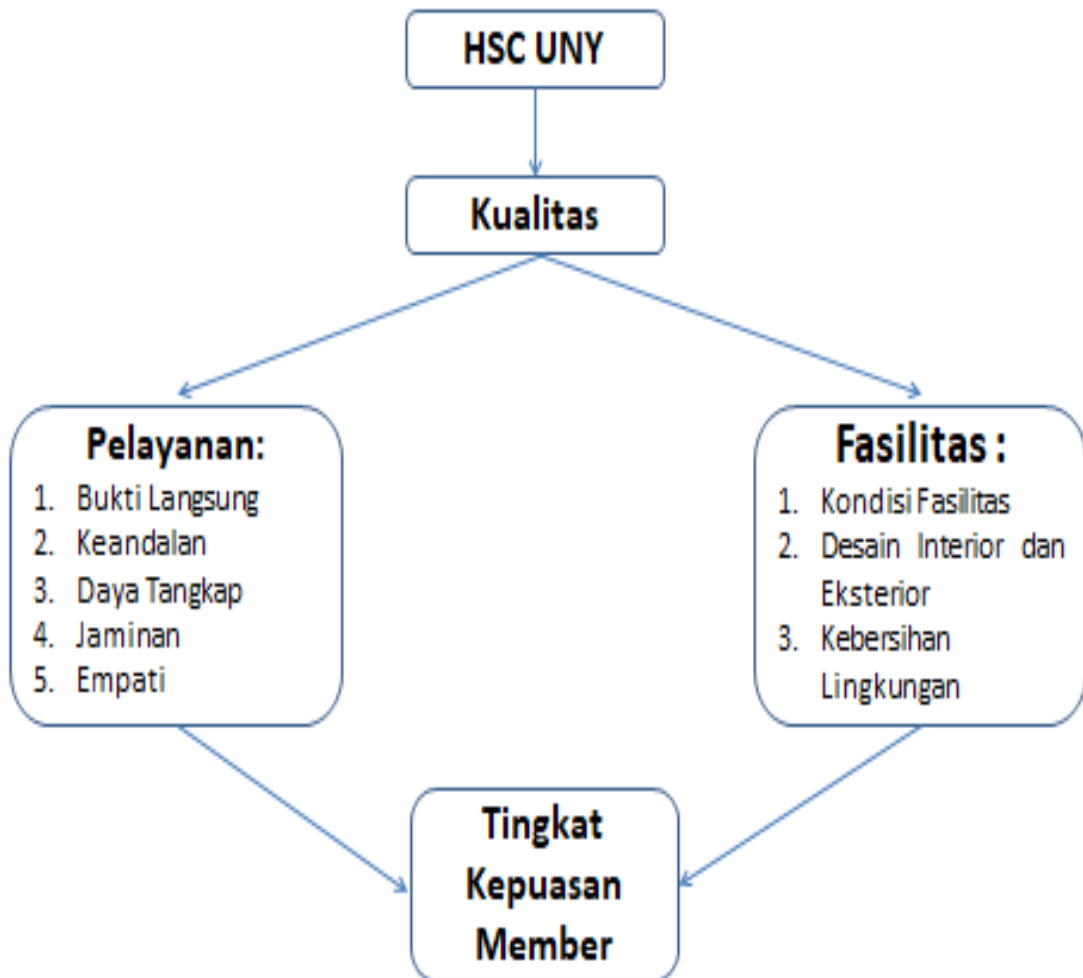 HSC UNY
Kualitas
Pelayanan:
1. Bukti Langsung
2. Keandalan
3. Daya Tangkap
4. Jaminan
5. Empati
Fasilitas :
1. Kondisi Fasilitas
2. Desain Interior dan
Eksterior
3. Kebersihan
Lingkungan
Tingkat
Kepuasan
Member